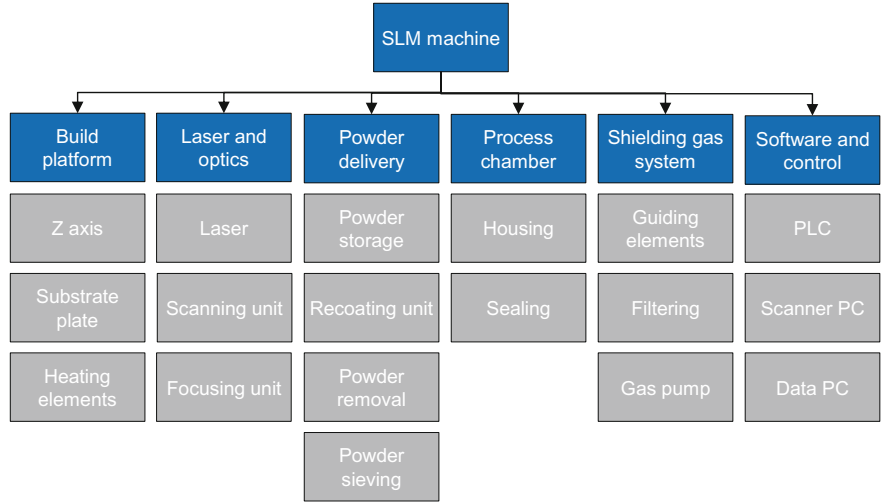 SLM machine
Build
platform
Laser and
optics
Powder
delivery
Process
chamber
Shielding gas
system
Software and
control
Z axis
Laser
Powder
storage
Housing
Guiding
elements
PLC
Substrate
plate
Scanning unit
Recoating unit
Sealing
Filtering
Scanner PC
Heating
elements
Focusing unit
Powder
removal
Gas pump
Data PC
Powder
sieving